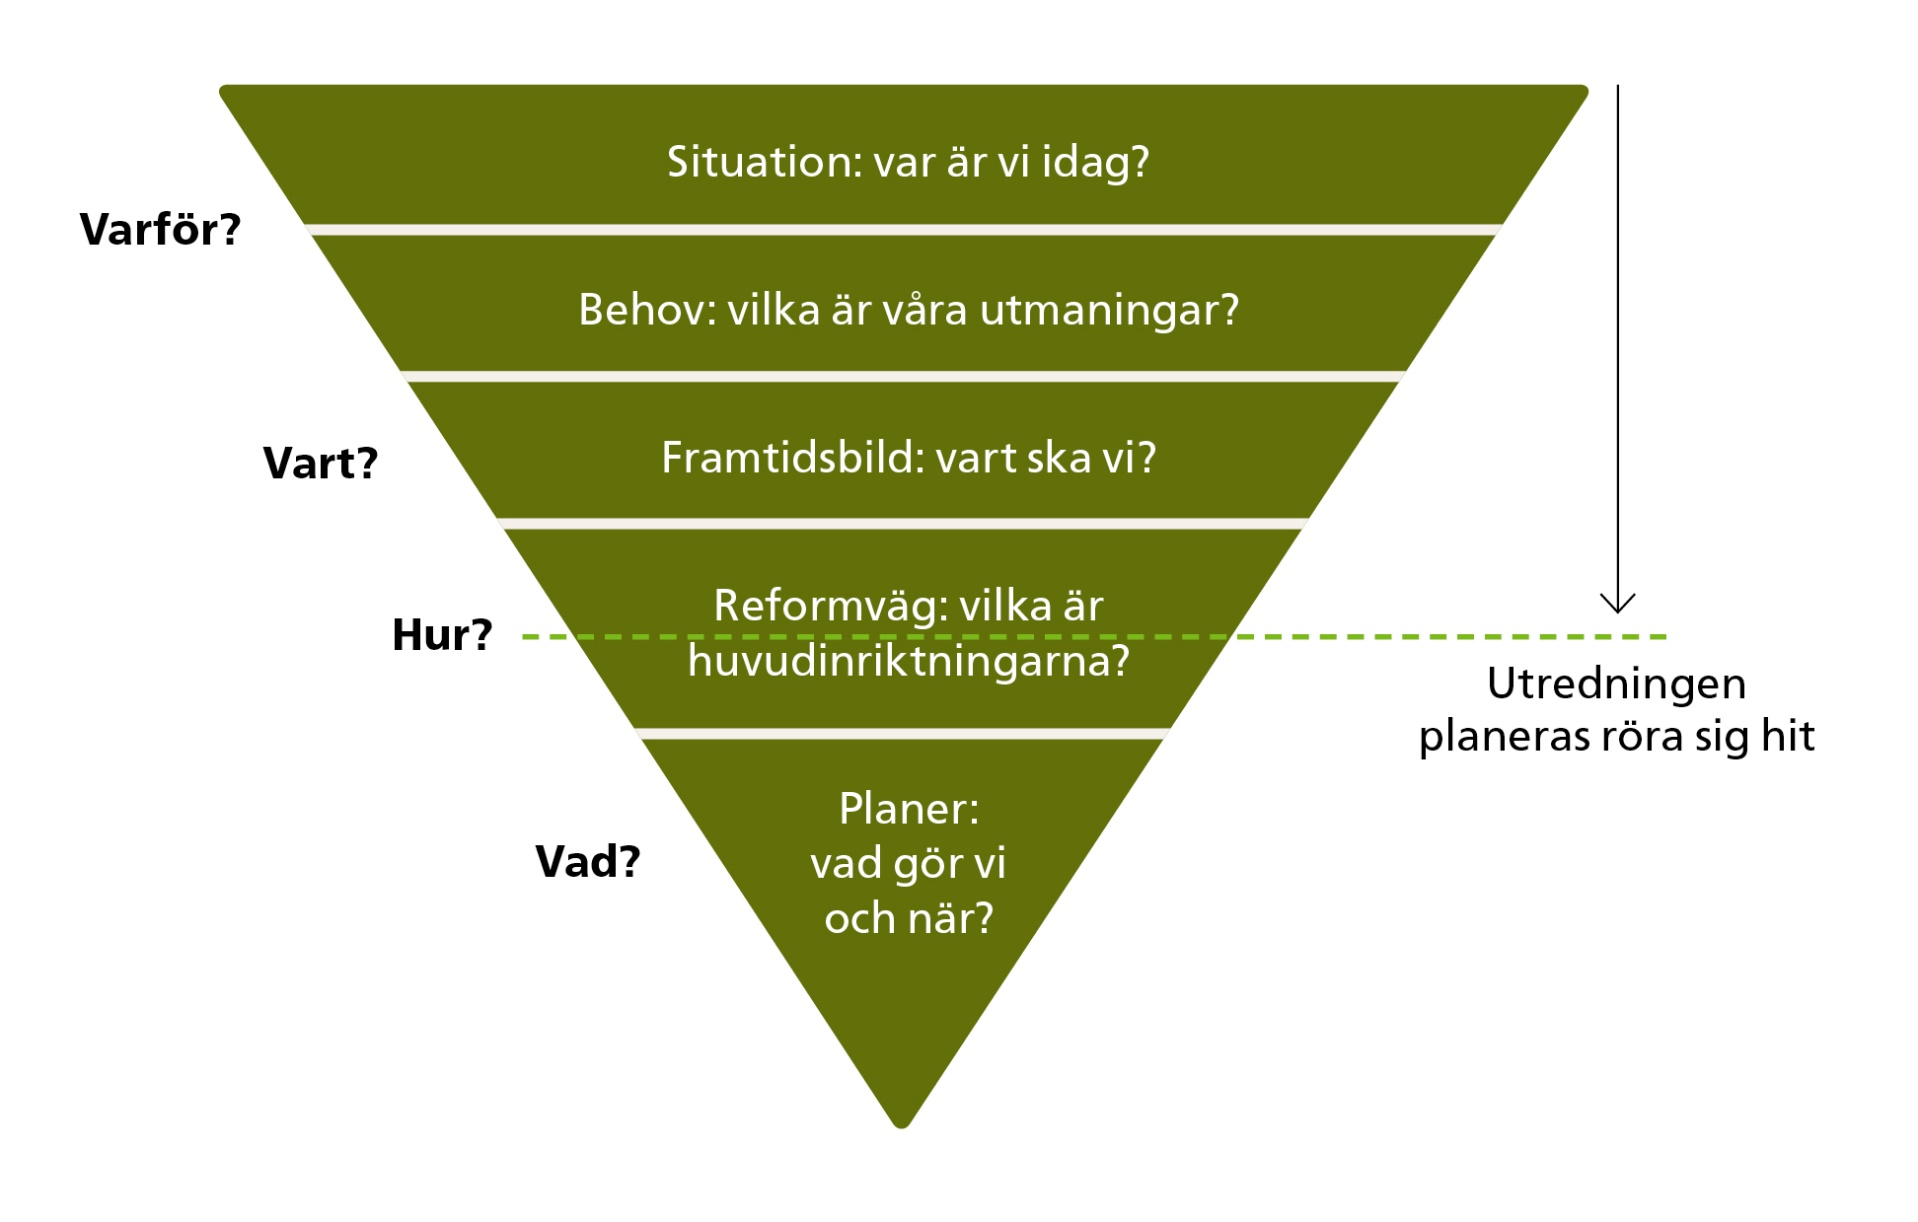 Situation: var är vi idag?
Varför?
Behov: vilka är våra utmaningar?
Vart?
Framtidsbild: vart ska vi?
Reformväg: vilka är
huvudinriktningarna?
Hur?
Utredningen
planeras röra sig hit
Planer:
vad gör vi
och när?
Vad?